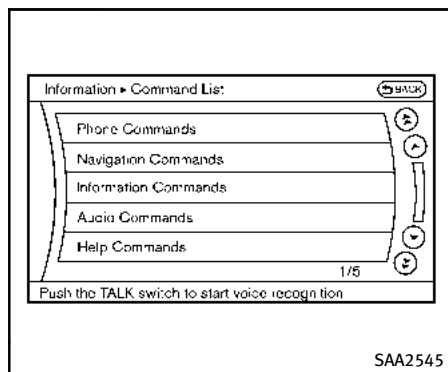 Information ▸ Command List
BACK
Phone Commands
Navigation Commands
Information Commands
Audio Commands
Help Commands
1/5
Push the TALK switch to start voice recognition
SAA2545